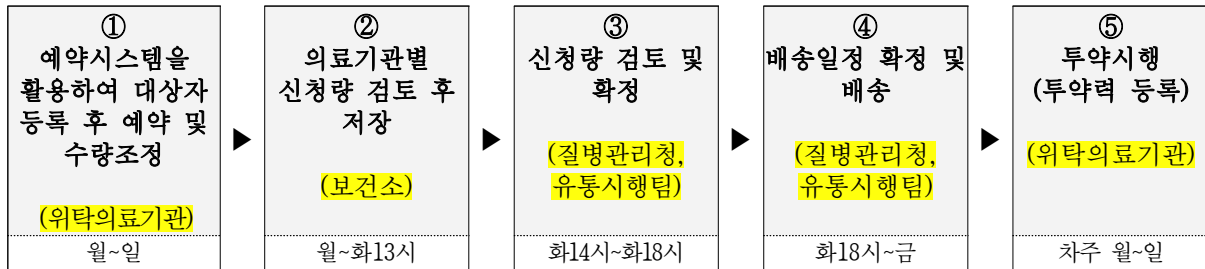 ①
예약시스템을
활용하여 대상자
등록 후 예약 및
수량조정
(위탁의료기관)
월~일
▶
②
의료기관별
신청량 검토 후
저장
(보건소)
월~화13시
▶
③
신청량 검토 및
확정
(질병관리청,
유통시행팀)
화14시~화18시
▶
④
배송일정 확정 및
배송
(질병관리청,
유통시행팀)
화18시~금
▶
⑤
투약시행
(투약력 등록)
(위탁의료기관)
차주 월~일